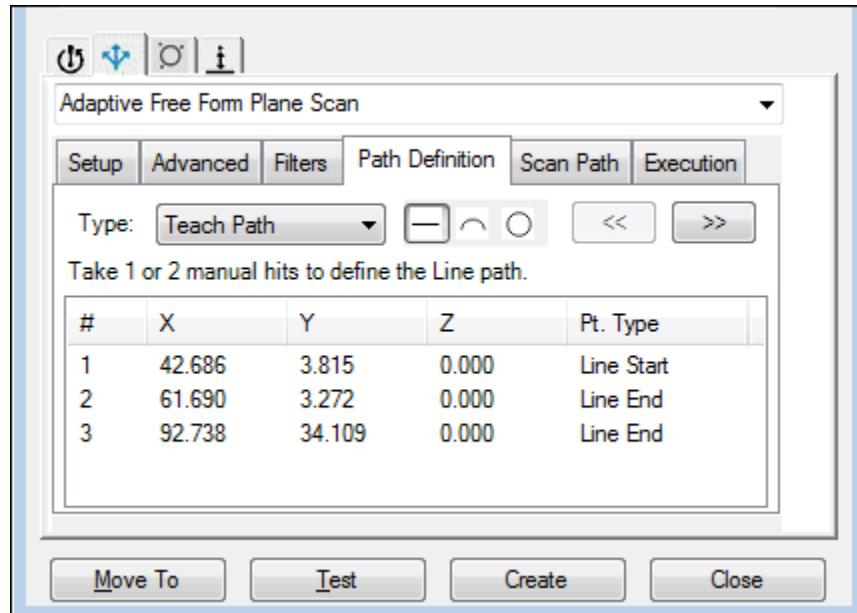 Adaptive Free Form Plane Scan
Setup Advanced Filters Path Definition Scan Path Execution
Type: Teach Path << >>
Take 1 or 2 manual hits to define the Line path.
# X Y Z Pt. Type
1 42.686 3.815 0.000 Line Start
2 61.690 3.272 0.000 Line End
3 92.738 34.109 0.000 Line End
Move To Test Create Close